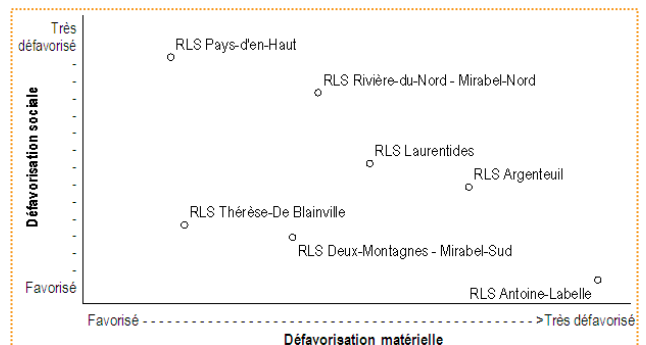 Très
défavorisé
RLS Pays-d'en-Haut
RLS Rivière-du-Nord - Mirabel-Nord
Défavorisation sociale
RLS Laurentides
RLS Argenteuil
RLS Thérèse-De Blainville
RLS Deux-Montagnes - Mirabel-Sud
Favorisé
RLS Antoine-Labelle
Favorisé - - - - - - - - - - - - - - - - - - - - - - - - - - - - - - - - - - - - - - - - - - - - - - - - - - - - - >Très défavorisé
Défavorisation matérielle